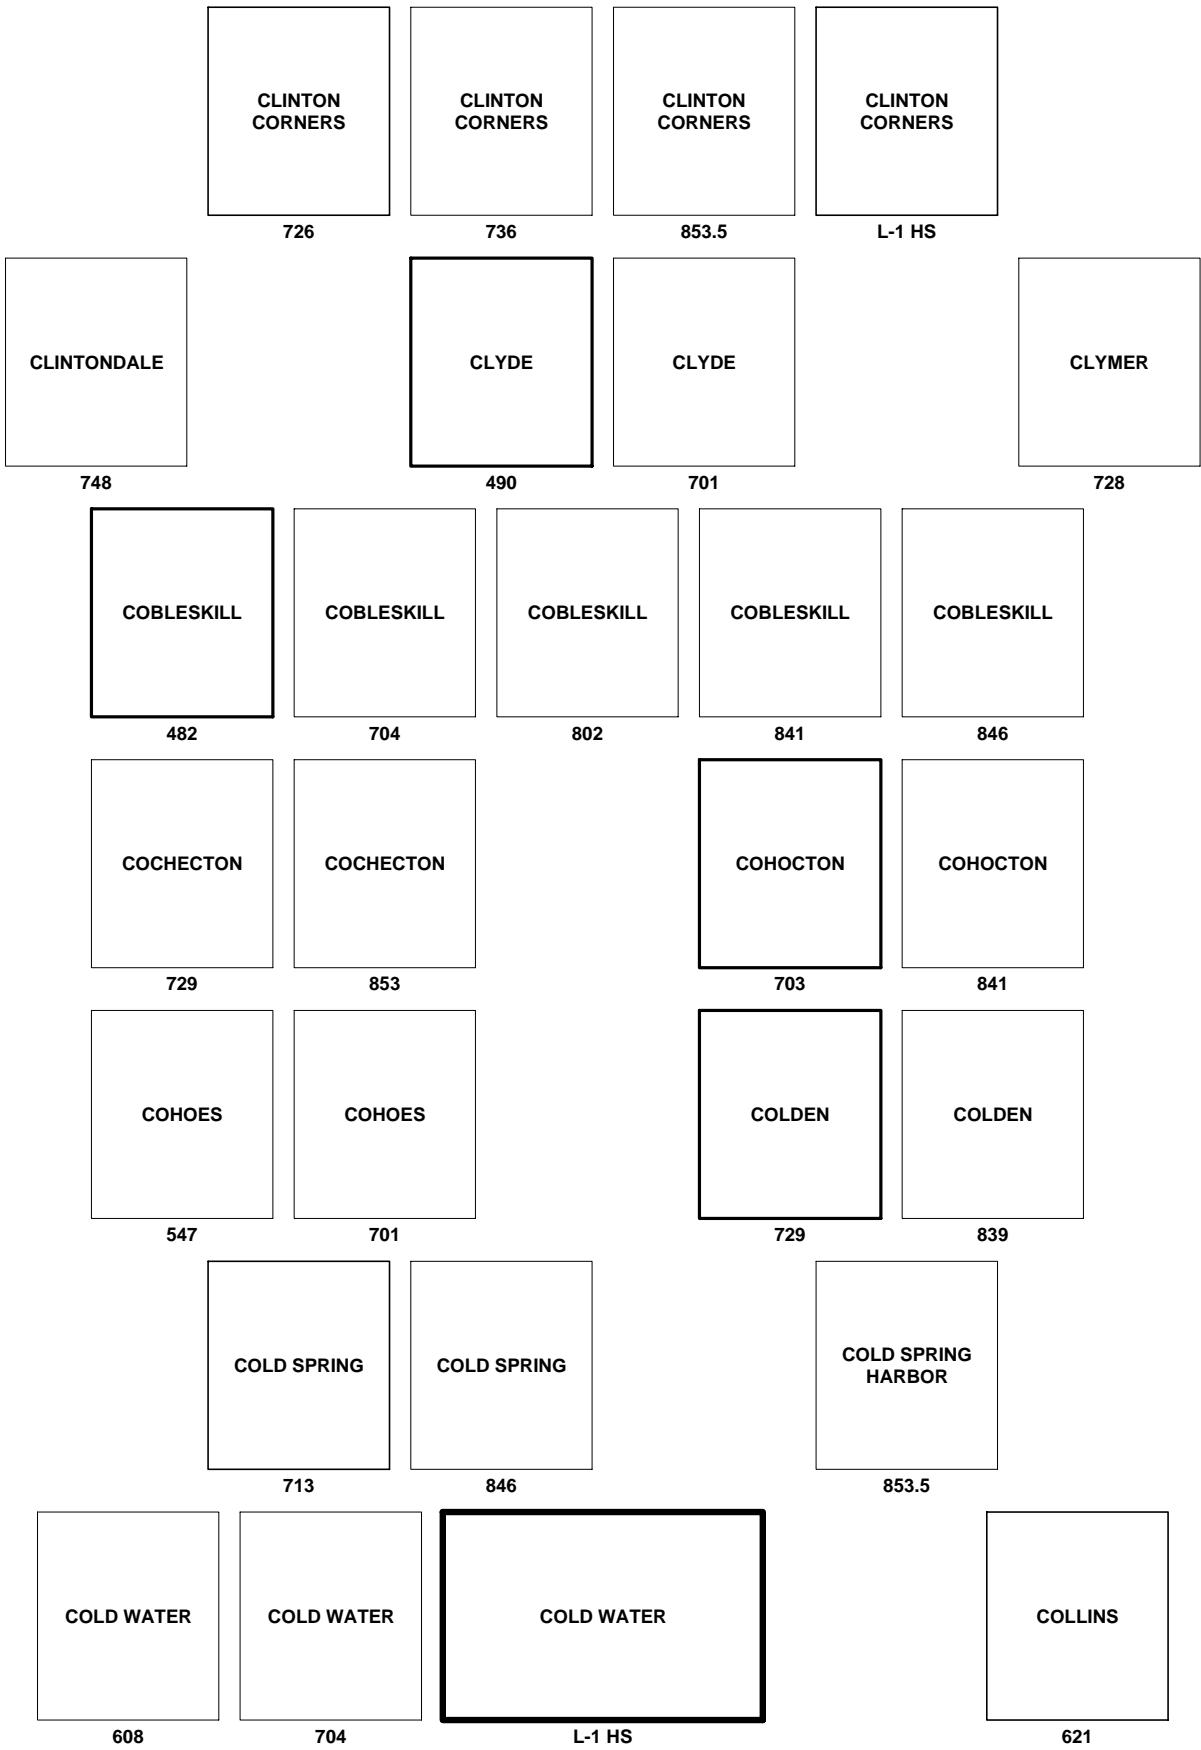 CLINTON
CORNERS
726
CLINTON
CORNERS
736
CLINTON
CORNERS
853.5
CLINTON
CORNERS
L-1 HS
CLINTONDALE
748
CLYDE
490
CLYDE
701
CLYMER
728
COBLESKILL
482
COBLESKILL
704
COBLESKILL
802
COBLESKILL
841
COBLESKILL
846
COCHECTON
729
COCHECTON
853
COHOCTON
703
COHOCTON
841
COHOES
547
COHOES
701
COLDEN
729
COLDEN
839
COLD SPRING
713
COLD SPRING
846
COLD SPRING
HARBOR
853.5
COLD WATER
608
COLD WATER
704
COLD WATER
L-1 HS
COLLINS
621